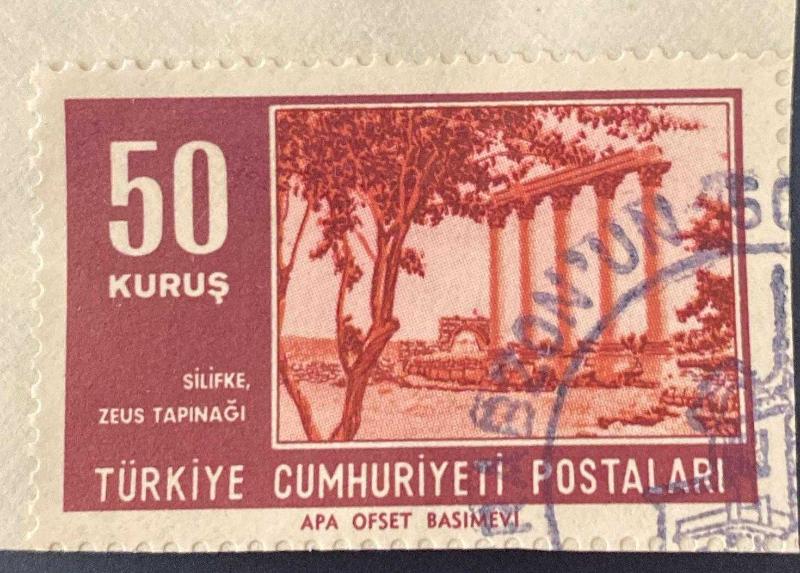 50
KURUŞ
SİLİFKE,
ZEUS TAPINAĞI
TÜRKİYE CUMHURİYETİ POSTALARI
APA OFSET BASIMEVİ